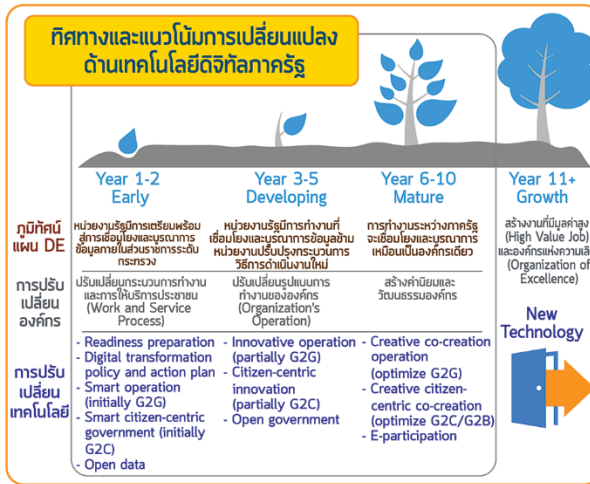 ทิศทางและแนวโน้มการเปลี่ยนแปลง
ด้านเทคโนโลยีดิจิทัลภาครัฐ
Year 1-2
Early
Year 3-5
Developing
Year 6-10
Mature
Year 11+
Growth
ภูมิทัศน์
แผน DE
หน่วยงานรัฐมีการเตรียมพร้อม
สู่การเชื่อมโยงและบูรณาการ
ข้อมูลภายในส่วนราชการระดับ
กระทรวง
หน่วยงานรัฐมีการทำงานที่
เชื่อมโยงและบูรณาการข้อมูลข้าม
หน่วยงานปรับปรุงกระบวนการ
วิธีการดำเนินงานใหม่
การทำงานระหว่างภาครัฐ
จะเชื่อมโยงและบูรณาการ
เหมือนเป็นองค์กรเดียว
สร้างงานที่มีมูลค่าสูง
(High Value Job)
และองค์กรแห่งความเลิศ
(Organization of
Excellence)
การปรับ
เปลี่ยน
องค์กร
ปรับเปลี่ยนกระบวนการทำงาน
และการให้บริการประชาชน
(Work and Service
Process)
ปรับเปลี่ยนรูปแบบการ
ทำงานขององค์กร
(Organization's
Operation)
สร้างค่านิยมและ
วัฒนธรรมองค์กร
New
Technology
การปรับ
เปลี่ยน
เทคโนโลยี
- Readiness preparation
- Digital transformation
policy and action plan
- Smart operation
(initially G2G)
- Smart citizen-centric
government (initially
G2C)
- Open data
- Innovative operation
(partially G2G)
- Citizen-centric
innovation
(partially G2C)
- Open government
- Creative co-creation
operation
(optimize G2G)
- Creative citizen-
centric co-creation
(optimize G2C/G2B)
- E-participation